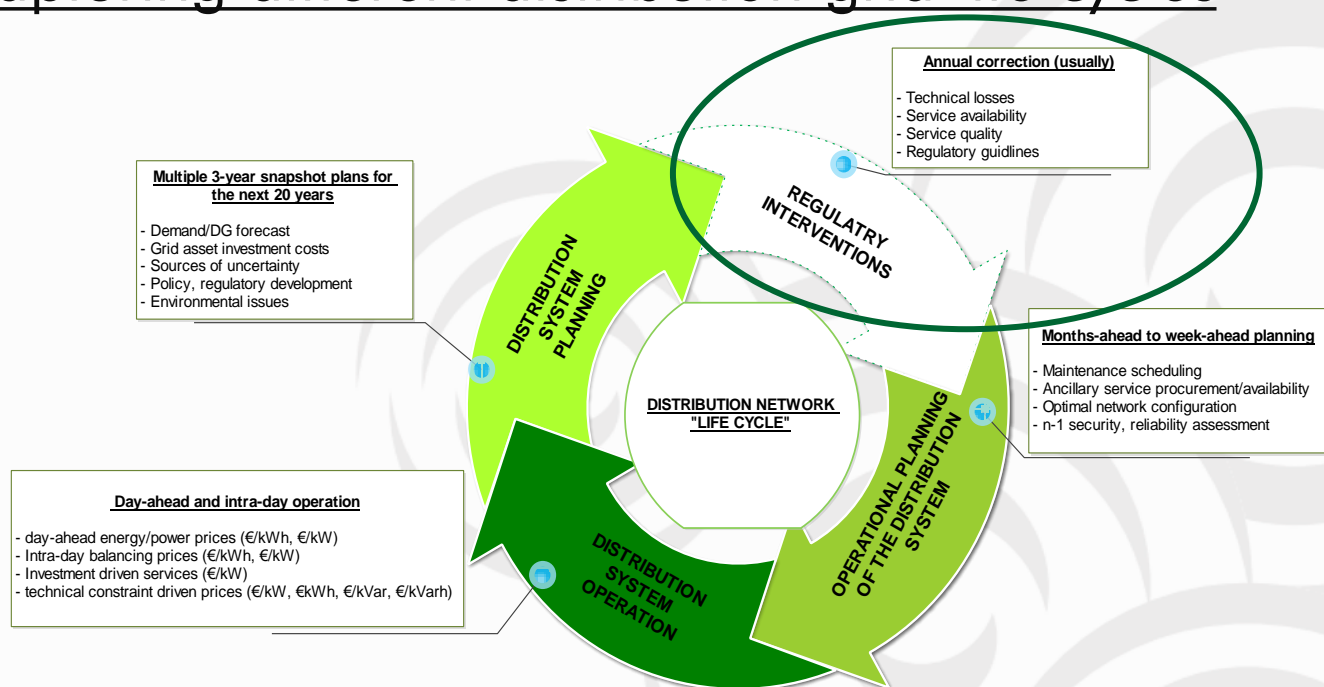 Annual correction (usually)
- Technical losses
- Service availability
- Service quality
- Regulatory guidlines
Multiple 3-year snapshot plans for
the next 20 years
- Demand/DG forecast
- Grid asset investment costs
- Sources of uncertainty
- Policy, regulatory development
- Environmental issues
REGULATRY
INTERVENTIONS
DISTRIBUTION
SYSTEM
PLANNING
Months-ahead to week-ahead planning
- Maintenance scheduling
- Ancillary service procurement/availability
- Optimal network configuration
- n-1 security, reliability assessment
DISTRIBUTION NETWORK
"LIFE CYCLE"
OPERATIONAL PLANNING
OF THE DISTRIBUTION
SYSTEM
Day-ahead and intra-day operation
- day-ahead energy/power prices (€/kWh, €/kW)
- Intra-day balancing prices (€/kWh, €/kW)
- Investment driven services (€/kW)
- technical constraint driven prices (€/kW, €kWh, €/kVar, €/kVarh)
DISTRIBUTION
SYSTEM
OPERATION